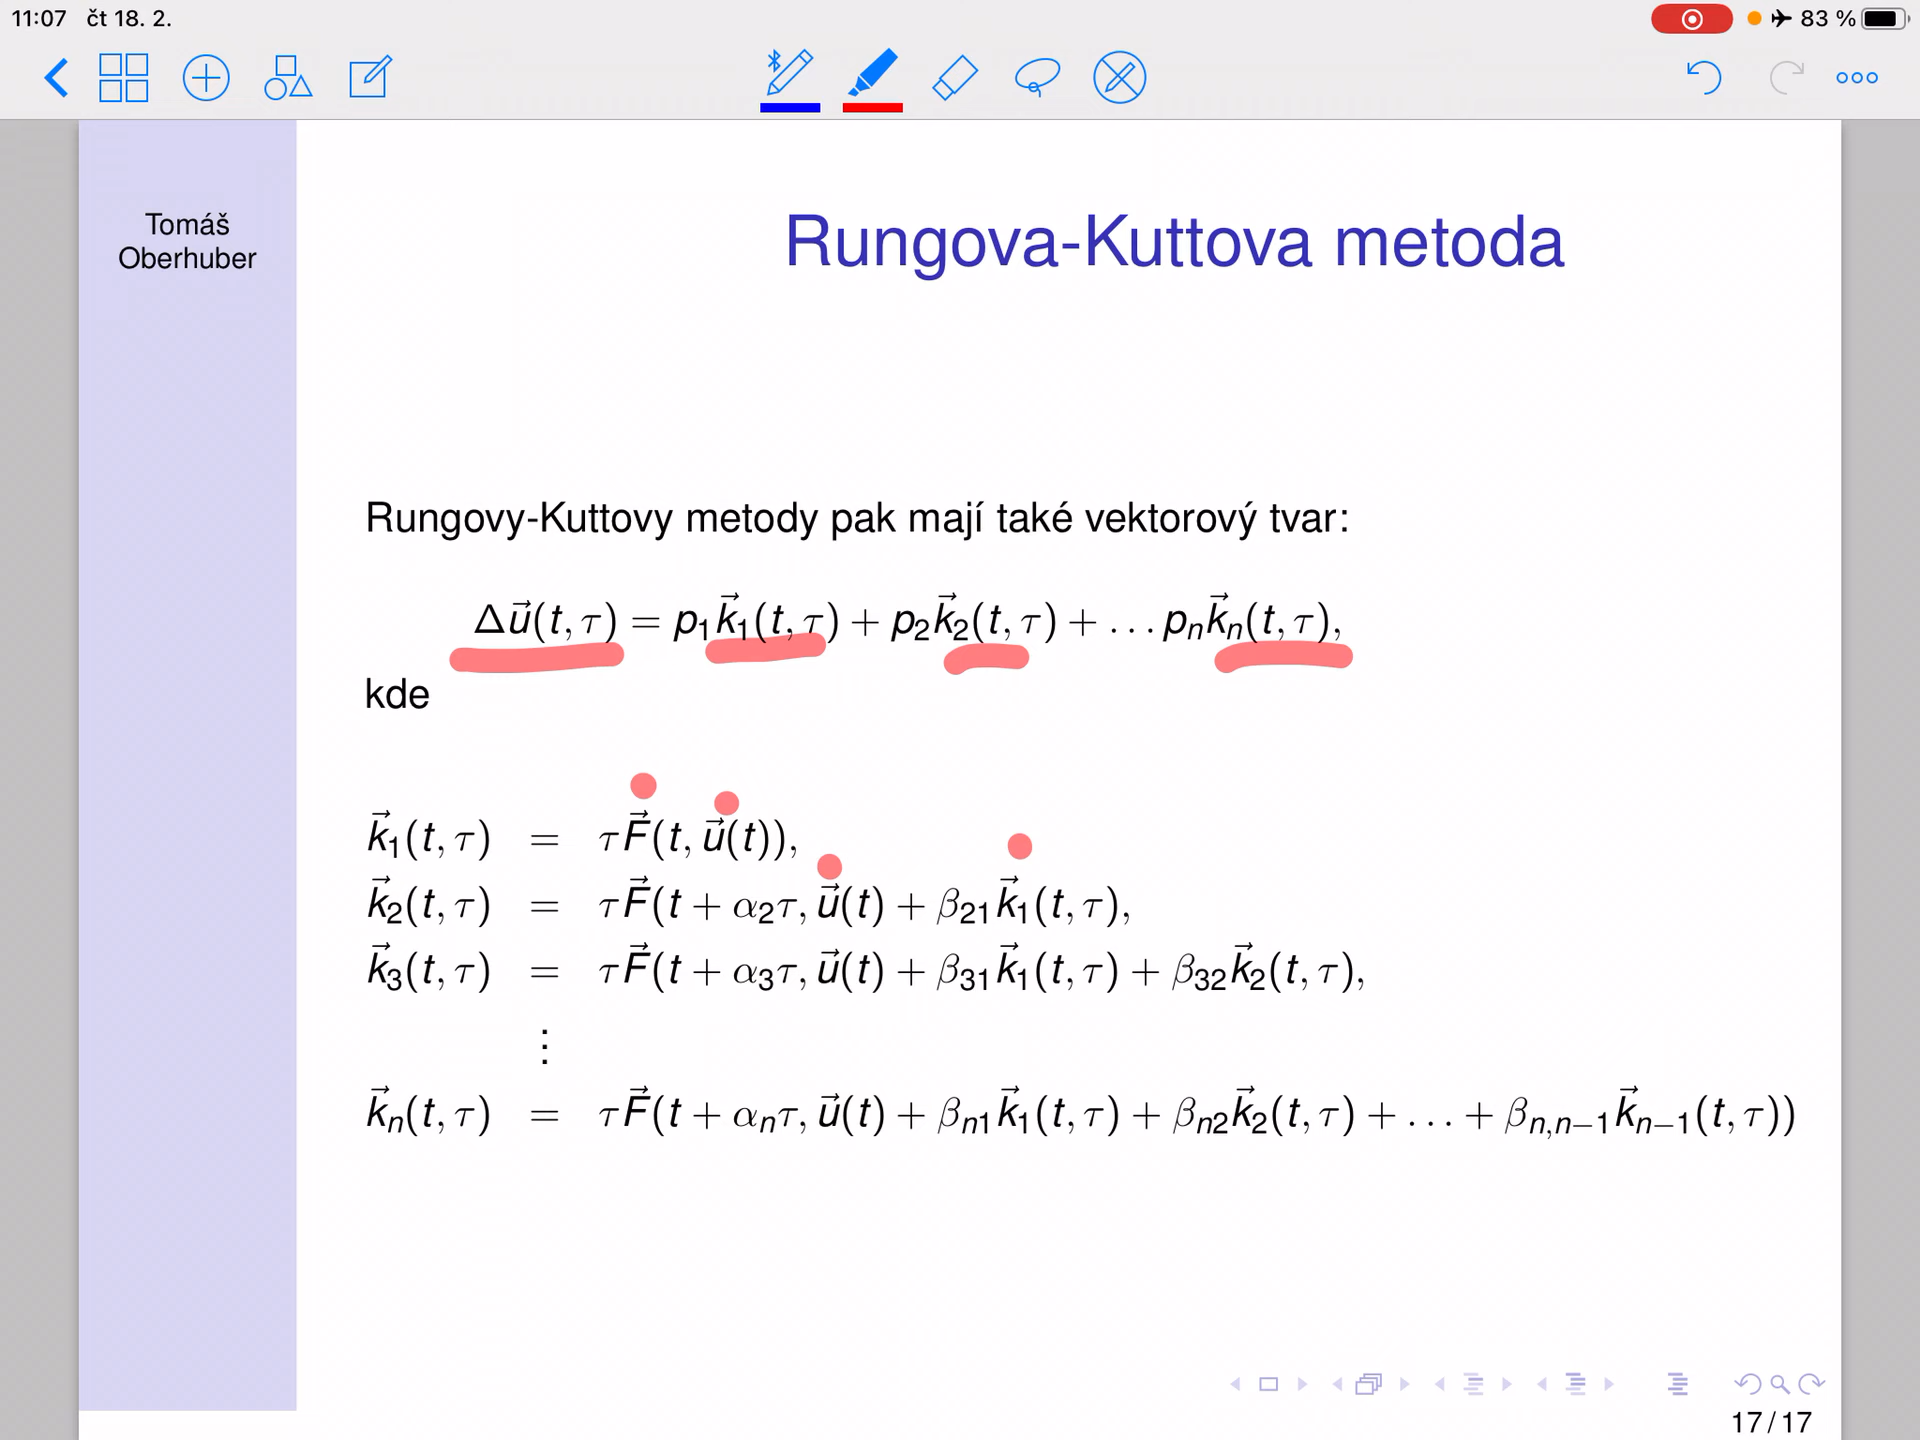 11:07 čt 18. 2. 83 %
Tomáš
Oberhuber
Rungova-Kuttova metoda
Rungovy-Kuttovy metody pak mají také vektorový tvar:
Δu⃗(t, τ) = p₁k⃗₁(t, τ) + p₂k⃗₂(t, τ) + … pₙk⃗ₙ(t, τ),
kde
k⃗₁(t, τ) = τF⃗(t, u⃗(t)),
k⃗₂(t, τ) = τF⃗(t + α₂τ, u⃗(t) + β₂₁k⃗₁(t, τ),
k⃗₃(t, τ) = τF⃗(t + α₃τ, u⃗(t) + β₃₁k⃗₁(t, τ) + β₃₂k⃗₂(t, τ),
⋮
k⃗ₙ(t, τ) = τF⃗(t + αₙτ, u⃗(t) + βₙ₁k⃗₁(t, τ) + βₙ₂k⃗₂(t, τ) + … + βₙ,ₙ₋₁k⃗ₙ₋₁(t, τ))
17/17